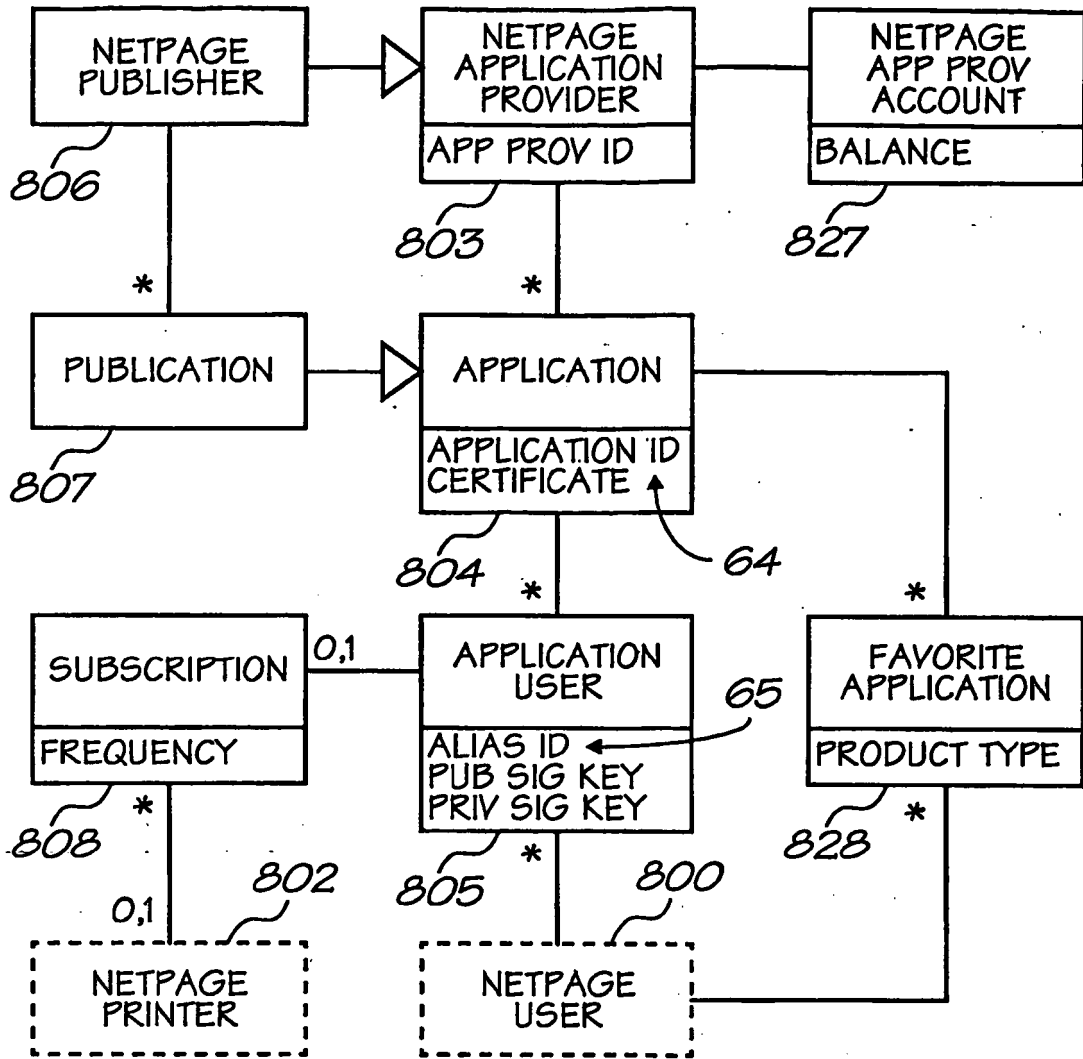 NETPAGE
PUBLISHER
NETPAGE
APPLICATION
PROVIDER
APP PROV ID
NETPAGE
APP PROV
ACCOUNT
BALANCE
806
803
827
*
*
PUBLICATION
APPLICATION
APPLICATION ID
CERTIFICATE
807
804
64
*
*
SUBSCRIPTION
FREQUENCY
0,1
APPLICATION
USER
ALIAS ID
PUB SIG KEY
PRIV SIG KEY
65
FAVORITE
APPLICATION
PRODUCT TYPE
808
*
805
*
828
*
802
800
0,1
NETPAGE
PRINTER
NETPAGE
USER